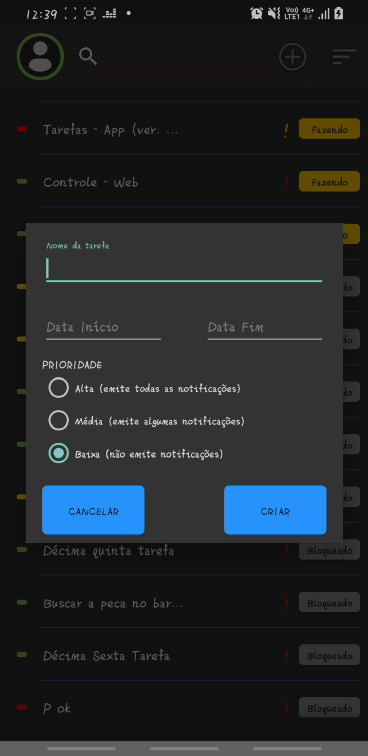 12:39
Vo)) 4G+
LTE1
Tarefas - App (ver. ...
! Fazendo
Controle - Web
! Fazendo
Nome da tarefa
Data Início Data Fim
PRIORIDADE
Alta (emite todas as notificações)
Média (emite algumas notificações)
Baixa (não emite notificações)
CANCELAR CRIAR
Décima quinta tarefa ! Bloqueado
Buscar a peca no bar... ! Bloqueado
Décima Sexta Tarefa ! Bloqueado
P ok ! Bloqueado